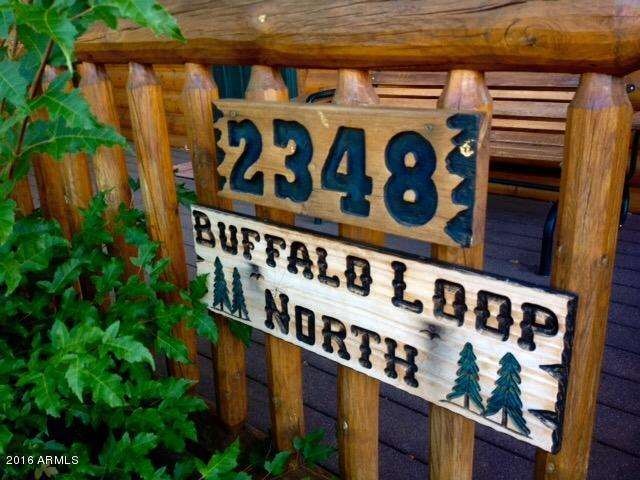 2348
BUFFALO LOOP
NORTH
2016 ARMLS